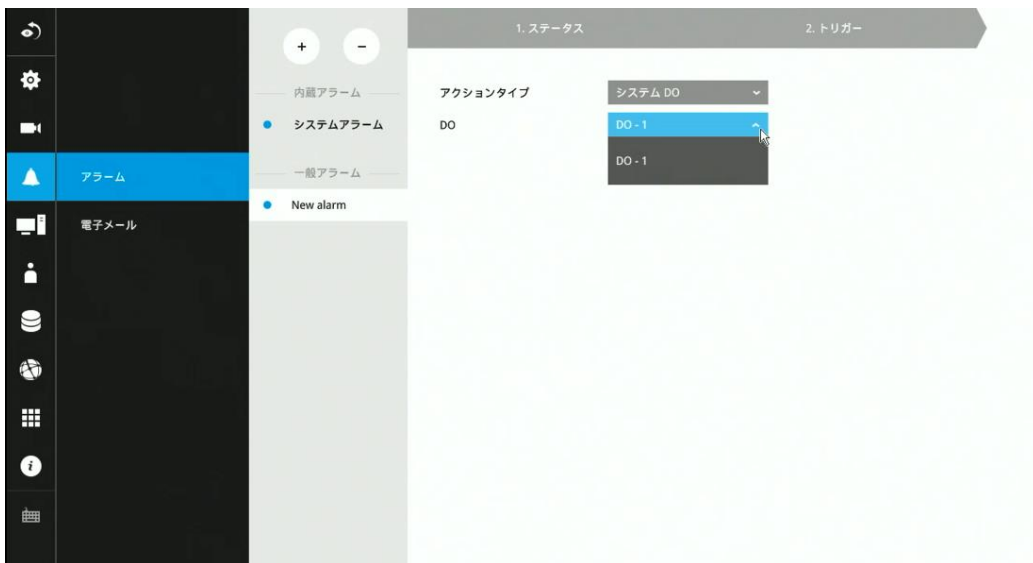 1. ステータス
2. トリガー
+
−
内蔵アラーム
システムアラーム
一般アラーム
New alarm
アラーム
電子メール
アクションタイプ
システム DO
DO
DO - 1
DO - 1
i